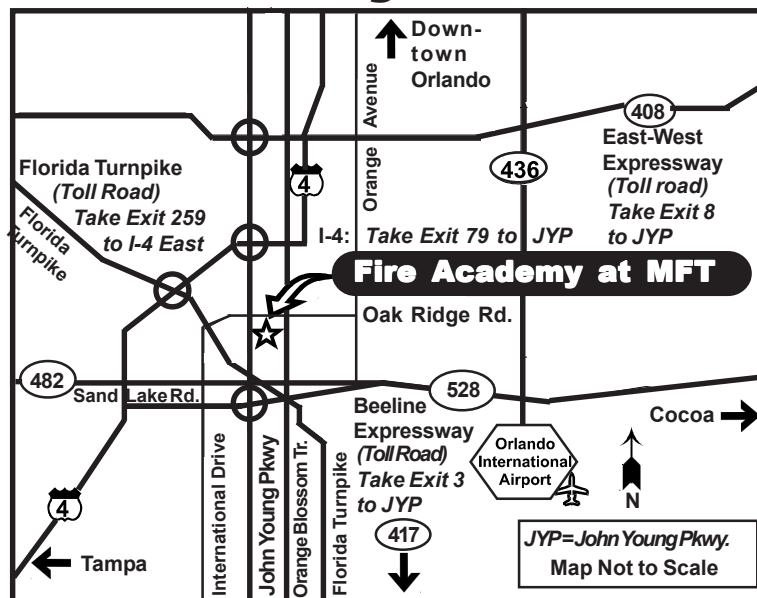 Down-
town
Orlando
Orange Avenue
408
East-West
Expressway
(Toll road)
Take Exit 8
to JYP
436
4
Florida Turnpike
(Toll Road)
Take Exit 259
to I-4 East
Florida
Turnpike
I-4: Take Exit 79 to JYP
Fire Academy at MFT
Oak Ridge Rd.
482
Sand Lake Rd.
528
Cocoa
Beeline
Expressway
(Toll Road)
Take Exit 3
to JYP
417
Orlando
International
Airport
N
International Drive
John Young Pkwy
Orange Blossom Tr.
Florida Turnpike
4
Tampa
JYP=John Young Pkwy.
Map Not to Scale